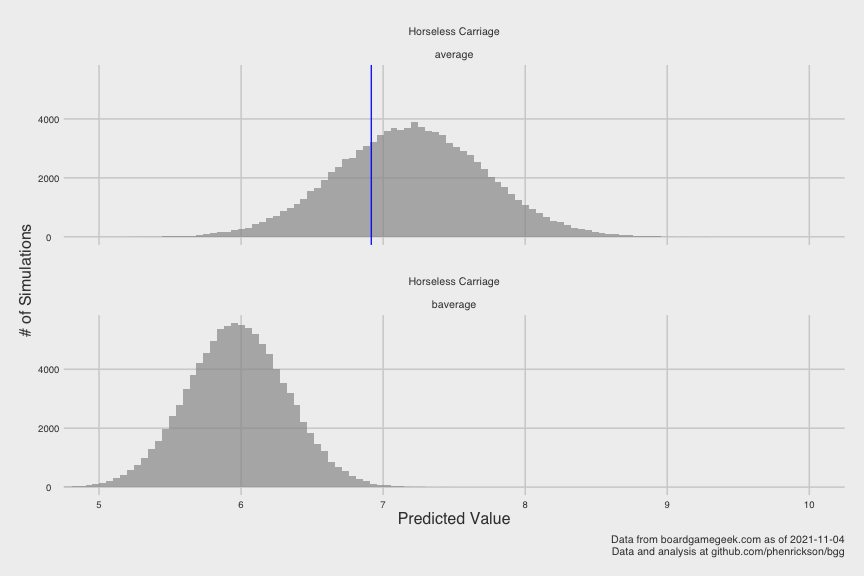 Horseless Carriage
average
4000
2000
0
# of Simulations
Horseless Carriage
baverage
4000
2000
0
5 6 7 8 9 10
Predicted Value
Data from boardgamegeek.com as of 2021-11-04
Data and analysis at github.com/phenrickson/bgg